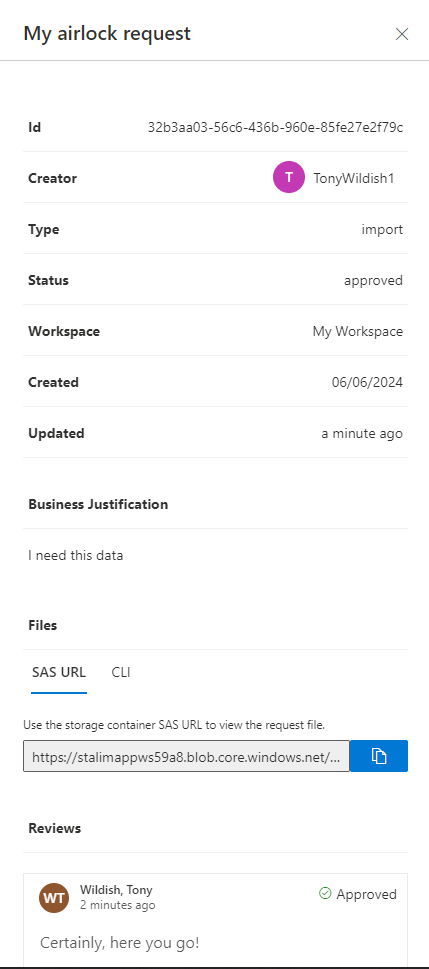 My airlock request
Id 32b3aa03-56c6-436b-960e-85fe27e2f79c
Creator T TonyWildish1
Type import
Status approved
Workspace My Workspace
Created 06/06/2024
Updated a minute ago
Business Justification
I need this data
Files
SAS URL CLI
Use the storage container SAS URL to view the request file.
https://stalimappws59a8.blob.core.windows.net/...
Reviews
WT Wildish, Tony
2 minutes ago
Approved
Certainly, here you go!